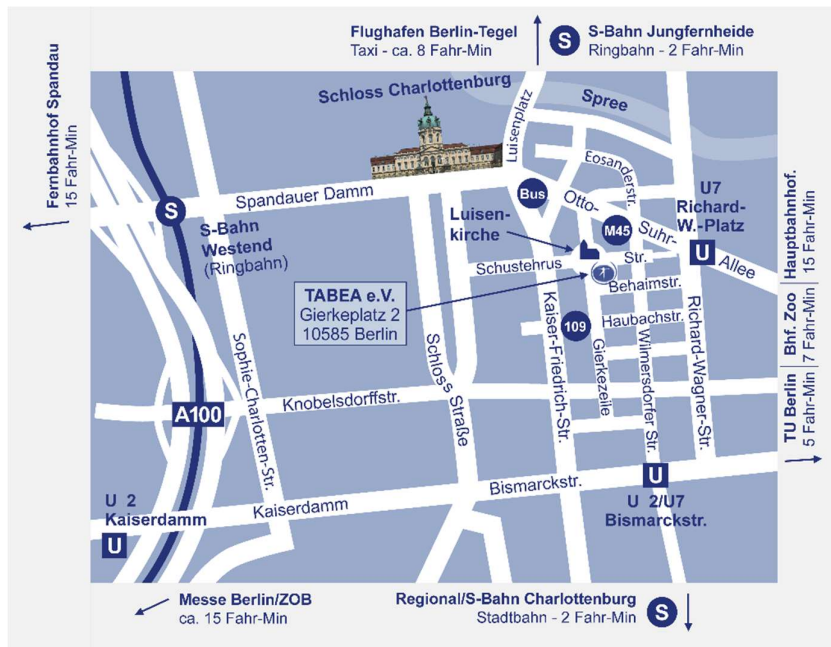 Flughafen Berlin-Tegel
Taxi - ca. 8 Fahr-Min
S
S-Bahn Jungfernheide
Ringbahn - 2 Fahr-Min
Fernbahnhof Spandau
15 Fahr-Min
Schloss Charlottenburg
Luisenplatz
Spree
Eosanderstr.
Spandauer Damm
S
S-Bahn
Westend
(Ringbahn)
Bus
Otto-
Suhr-
Allee
M45
U7
Richard-
W.-Platz
U
Luisen-
kirche
Schustehrus
Str.
Behaimstr.
Haubachstr.
TABEA e.V.
Gierkeplatz 2
10585 Berlin
109
Kaiser-Friedrich-Str.
Gierkezeile
Wilmersdorfer Str.
Richard-Wagner-Str.
Sophie-Charlotten-Str.
Schloss Straße
Knobelsdorffstr.
A100
Hauptbahnhof.
15 Fahr-Min
Bhf. Zoo
7 Fahr-Min
TU Berlin
5 Fahr-Min
Kaiserdamm
Bismarckstr.
U 2
Kaiserdamm
U
U
U 2/U7
Bismarckstr.
Messe Berlin/ZOB
ca. 15 Fahr-Min
Regional/S-Bahn Charlottenburg
Stadtbahn - 2 Fahr-Min
S